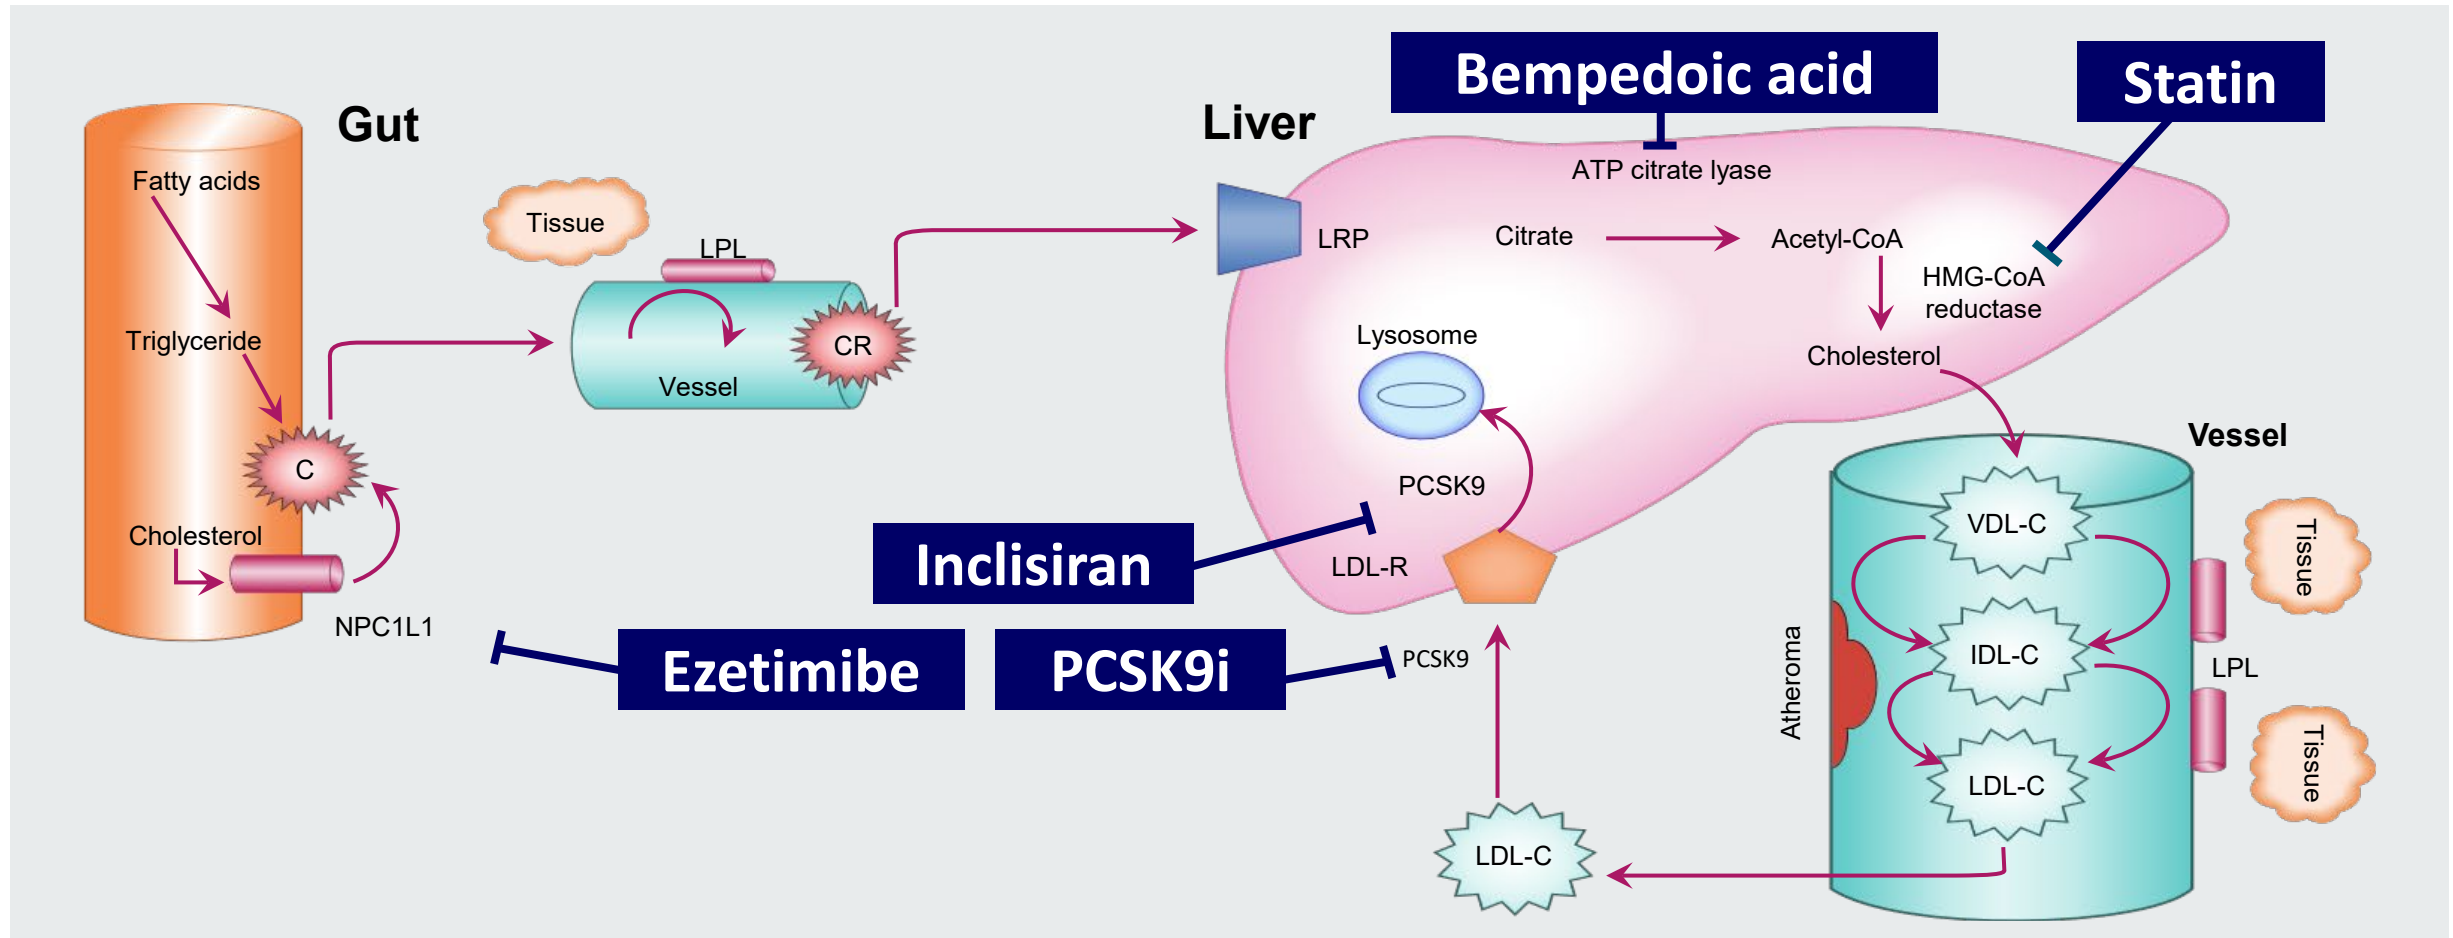 Bempedoic acid
Statin
Gut
Liver
Fatty acids
ATP citrate lyase
Tissue
LPL
LRP
Citrate
Acetyl-CoA
HMG-CoA
reductase
Triglyceride
CR
Vessel
Lysosome
Cholesterol
C
Vessel
PCSK9
VDL-C
Cholesterol
Inclisiran
LDL-R
Tissue
NPC1L1
Ezetimibe
PCSK9i
PCSK9
Atheroma
IDL-C
LPL
Tissue
LDL-C
LDL-C